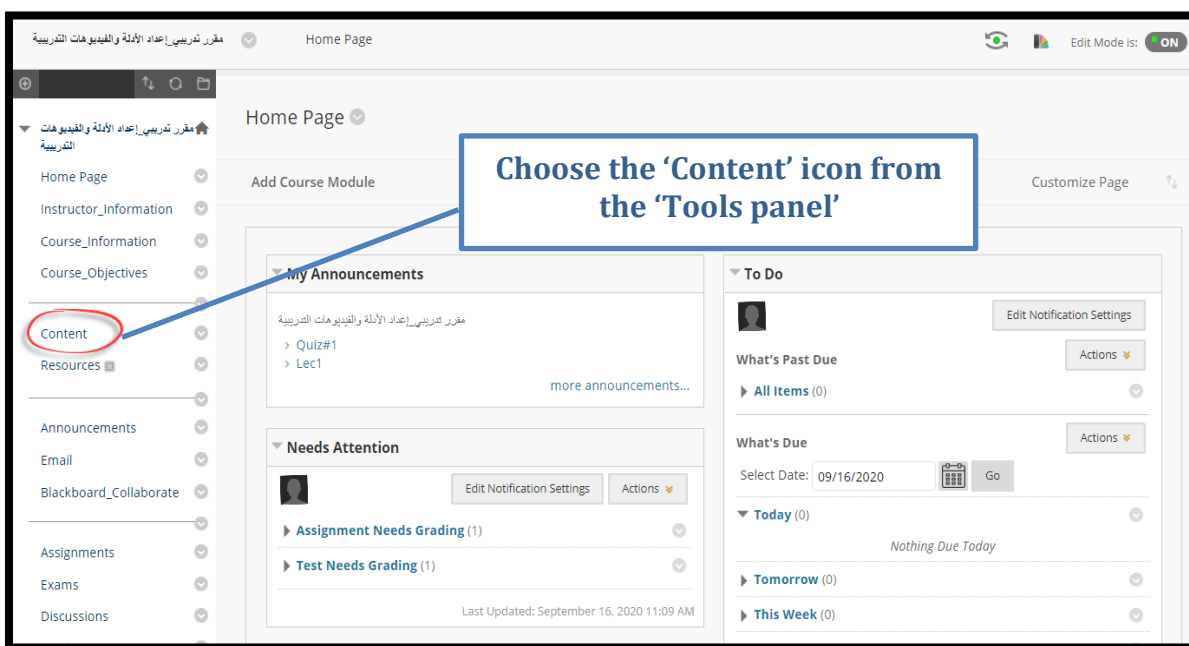 مقرر تدريبي_إعداد الأدلة والفيديوهات التدريبية
Home Page
Edit Mode is: ON
مقرر تدريبي_إعداد الأدلة والفيديوهات
التدريبية
Home Page
Instructor_Information
Course_Information
Course_Objectives
Content
Resources
Announcements
Email
Blackboard_Collaborate
Assignments
Exams
Discussions
Home Page
Choose the ‘Content’ icon from
the ‘Tools panel’
Add Course Module
Customize Page
My Announcements
مقرر تدريبي_إعداد الأدلة والفيديوهات التدريبية
> Quiz#1
> Lec1
more announcements...
Needs Attention
Edit Notification Settings
Actions
Assignment Needs Grading (1)
Test Needs Grading (1)
Last Updated: September 16, 2020 11:09 AM
To Do
Edit Notification Settings
What's Past Due
Actions
All Items (0)
What's Due
Actions
Select Date: 09/16/2020 Go
Today (0)
Nothing Due Today
Tomorrow (0)
This Week (0)